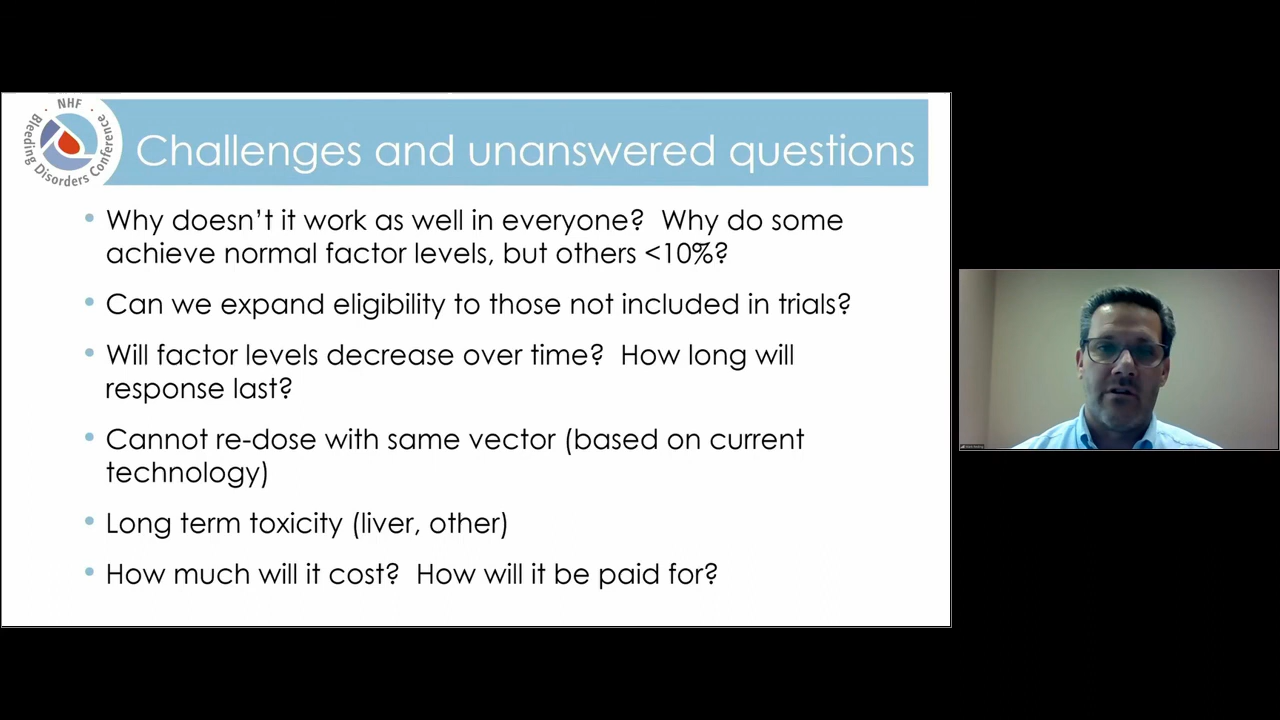 NHF
Bleeding Disorders Conference
Challenges and unanswered questions
• Why doesn't it work as well in everyone? Why do some
achieve normal factor levels, but others <10%?
• Can we expand eligibility to those not included in trials?
• Will factor levels decrease over time? How long will
response last?
• Cannot re-dose with same vector (based on current
technology)
• Long term toxicity (liver, other)
• How much will it cost? How will it be paid for?